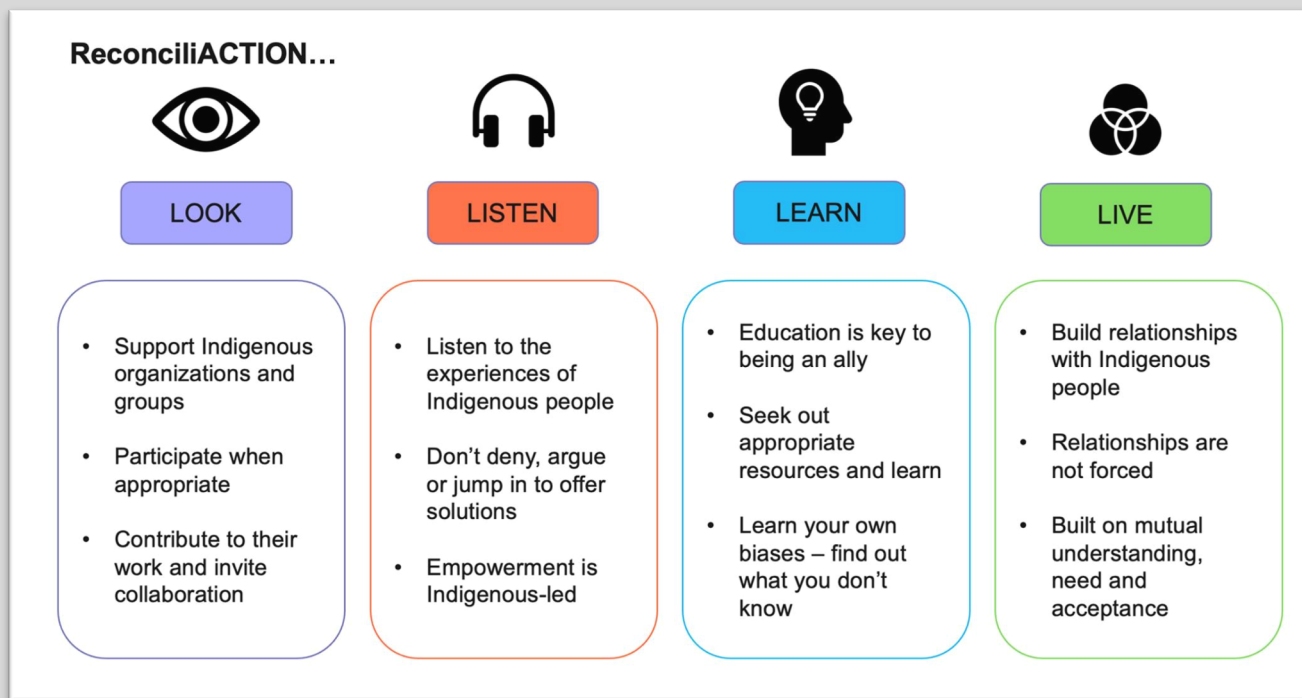 ReconciliACTION…
LOOK
LISTEN
LEARN
LIVE
• Support Indigenous
organizations and
groups
• Participate when
appropriate
• Contribute to their
work and invite
collaboration
• Listen to the
experiences of
Indigenous people
• Don’t deny, argue
or jump in to offer
solutions
• Empowerment is
Indigenous-led
• Education is key to
being an ally
• Seek out
appropriate
resources and learn
• Learn your own
biases – find out
what you don’t
know
• Build relationships
with Indigenous
people
• Relationships are
not forced
• Built on mutual
understanding,
need and
acceptance